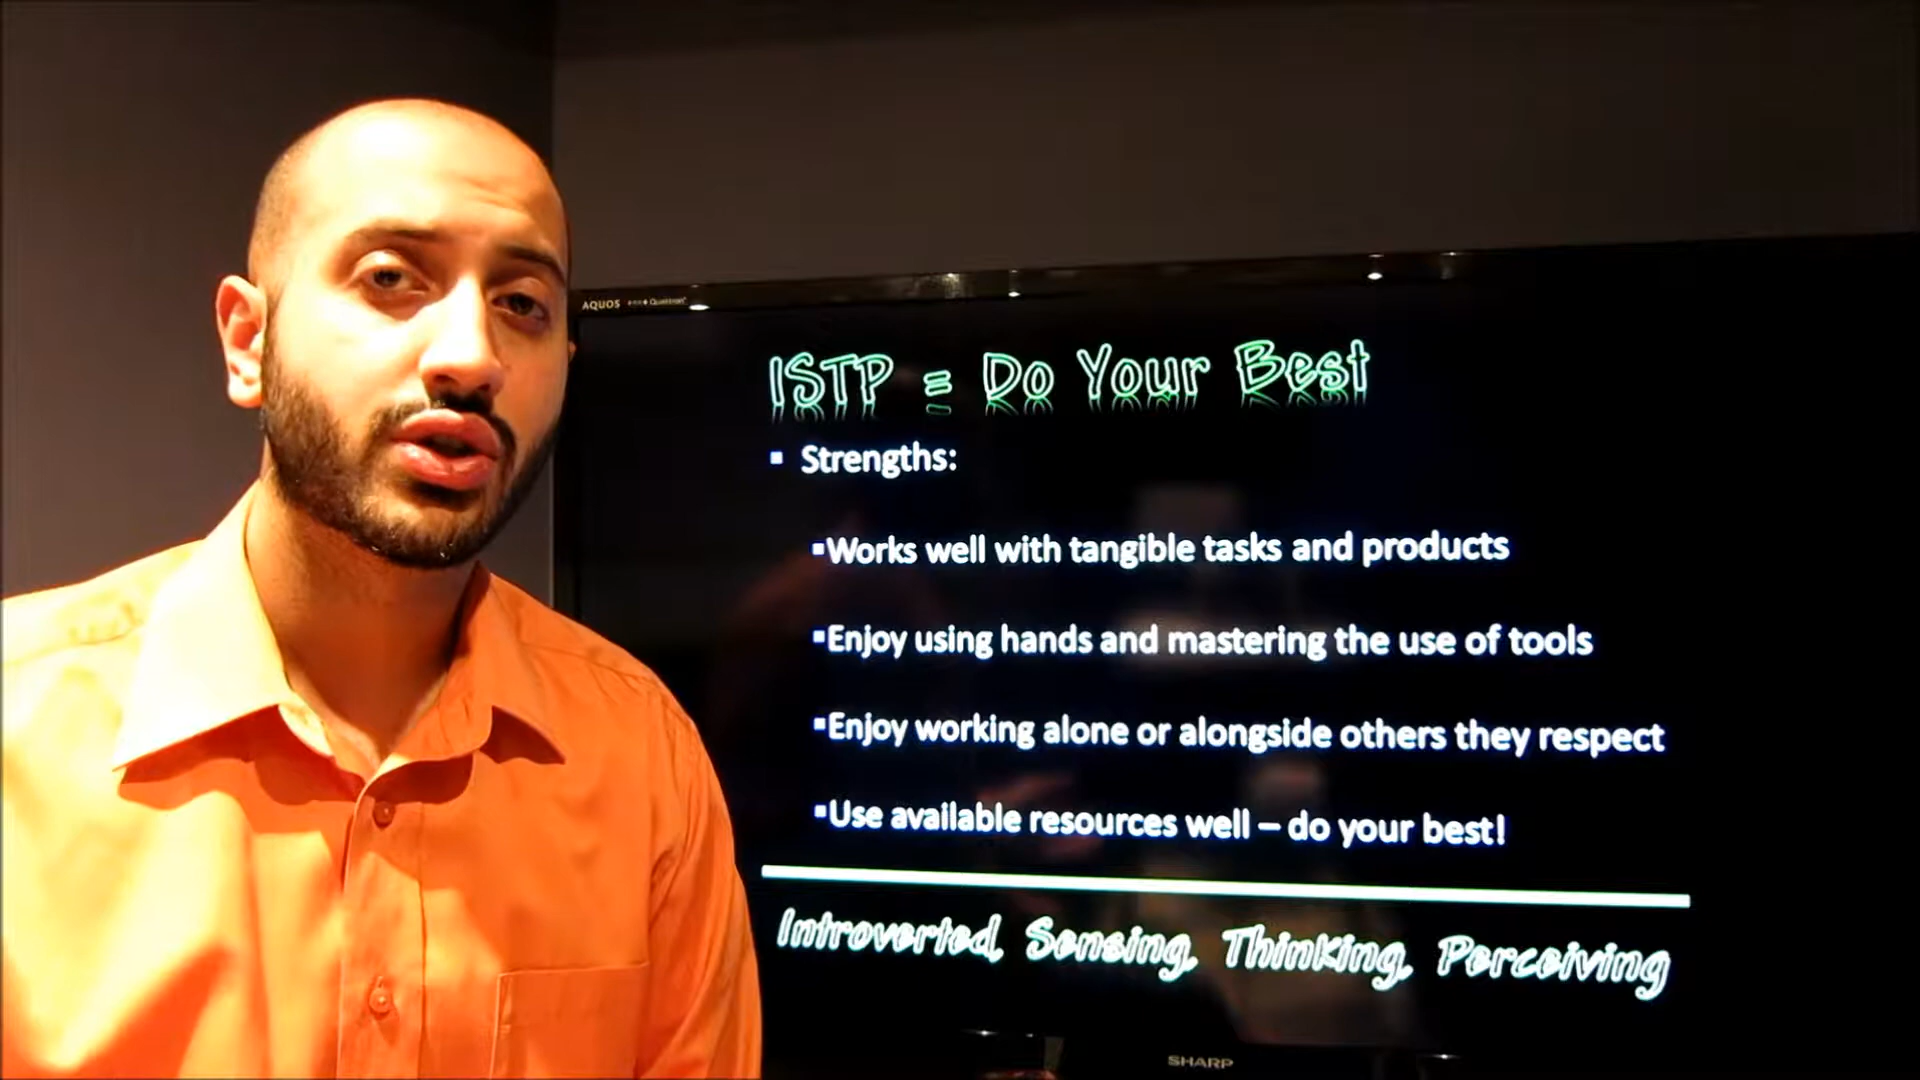 AQUOS Quattron
ISTP = Do Your Best
▪ Strengths:
▪Works well with tangible tasks and products
▪Enjoy using hands and mastering the use of tools
▪Enjoy working alone or alongside others they respect
▪Use available resources well – do your best!
Introverted, Sensing, Thinking, Perceiving
SHARP